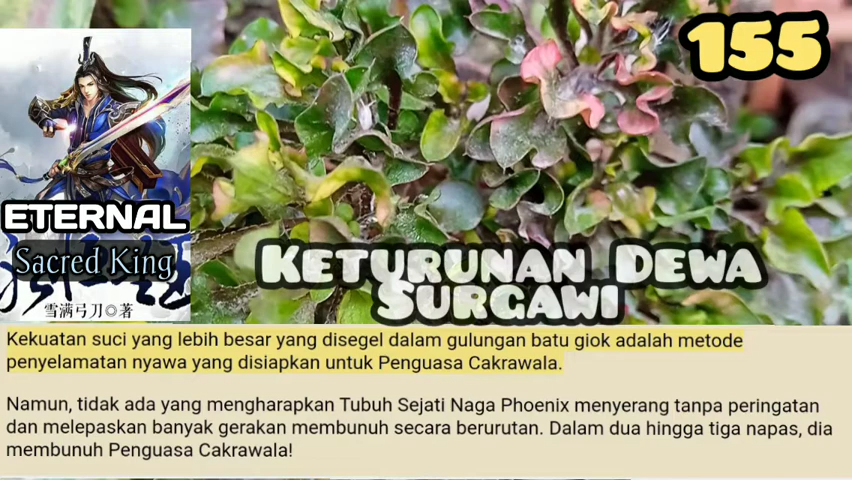 155
ETERNAL
Sacred King
雪满弓刀◎著
KETURUNAN DEWA
SURGAWI
Kekuatan suci yang lebih besar yang disegel dalam gulungan batu giok adalah metode
penyelamatan nyawa yang disiapkan untuk Penguasa Cakrawala.
Namun, tidak ada yang mengharapkan Tubuh Sejati Naga Phoenix menyerang tanpa peringatan
dan melepaskan banyak gerakan membunuh secara berurutan. Dalam dua hingga tiga napas, dia
membunuh Penguasa Cakrawala!